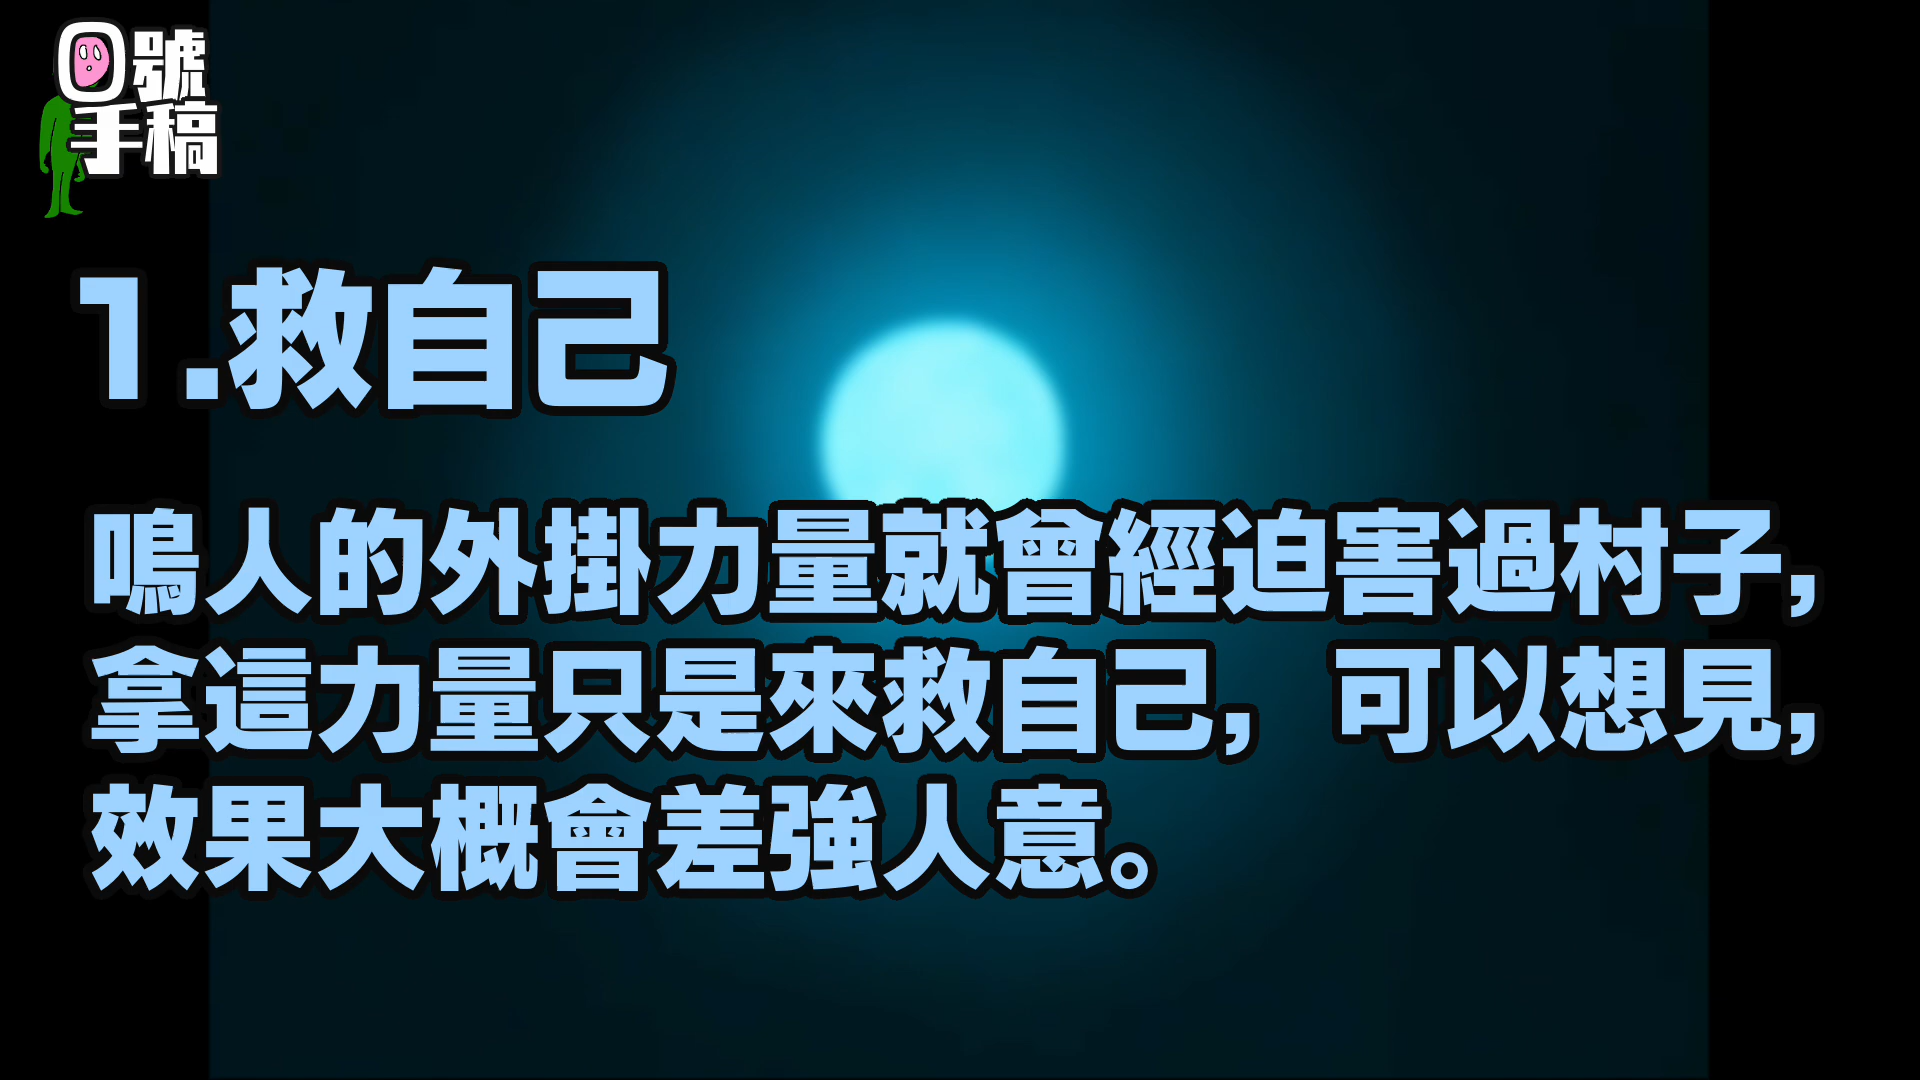 0號
手稿
1.救自己
鳴人的外掛力量就曾經迫害過村子,
拿這力量只是來救自己, 可以想見,
效果大概會差強人意。